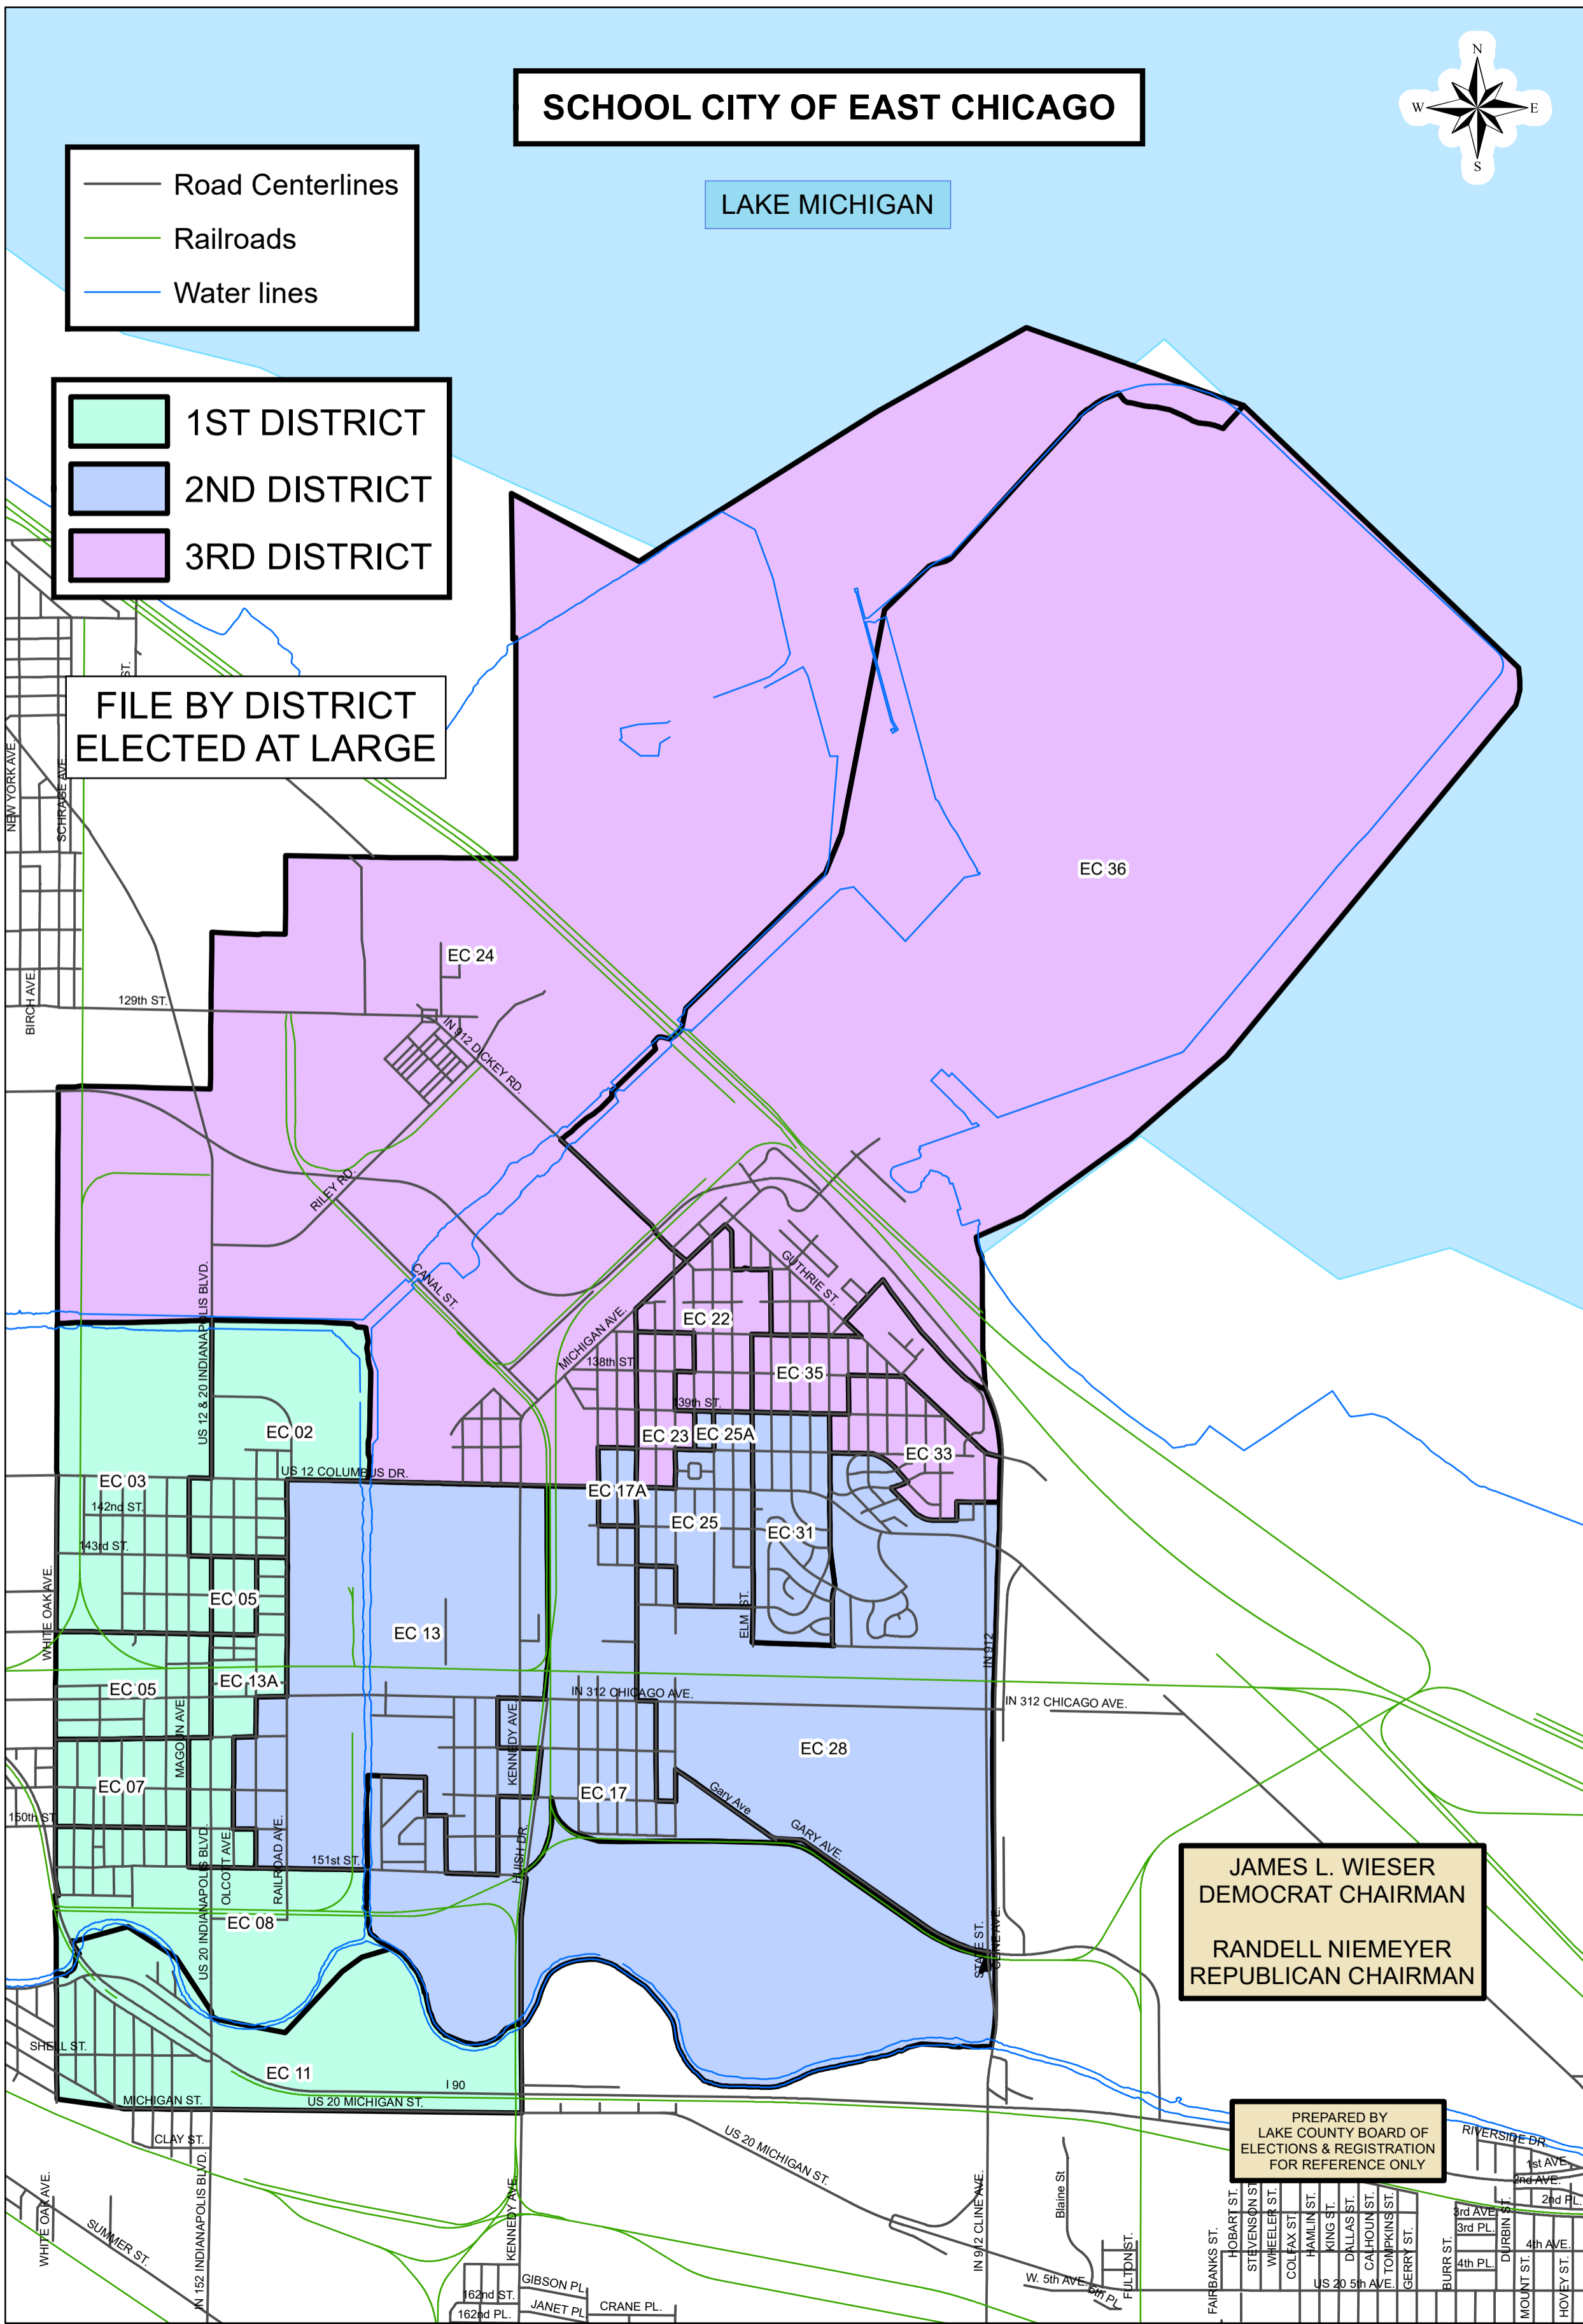 SCHOOL CITY OF EAST CHICAGO
N
W
E
S
LAKE MICHIGAN
Road Centerlines
Railroads
Water lines
1ST DISTRICT
2ND DISTRICT
3RD DISTRICT
FILE BY DISTRICT
ELECTED AT LARGE
ST.
NEW YORK AVE.
SCHRAGE AVE
BIRCH AVE.
129th ST.
EC 36
EC 24
IN 912 DICKEY RD.
RILEY RD.
CANAL ST.
GUTHRIE ST.
MICHIGAN AVE.
US 12 & 20 INDIANAPOLIS BLVD.
EC 22
138th ST
EC 35
139th ST.
EC 02
EC 23
EC 25A
EC 33
US 12 COLUMBUS DR.
EC 03
EC 17A
142nd ST.
EC 25
EC 31
143rd ST.
WHITE OAK AVE.
EC 05
ELM ST.
EC 13
IN 912
EC 13A
EC 05
IN 312 CHICAGO AVE.
IN 312 CHICAGO AVE.
MAGOUN AVE
KENNEDY AVE.
EC 28
EC 07
EC 17
Gary Ave
GARY AVE.
150th ST
US 20 INDIANAPOLIS BLVD.
OLCOTT AVE.
RAILROAD AVE.
151st ST.
HUISH DR.
EC 08
STATE ST.
CLINE AVE.
JAMES L. WIESER
DEMOCRAT CHAIRMAN
RANDELL NIEMEYER
REPUBLICAN CHAIRMAN
SHELL ST.
EC 11
I 90
MICHIGAN ST.
US 20 MICHIGAN ST.
CLAY ST.
US 20 MICHIGAN ST.
PREPARED BY
LAKE COUNTY BOARD OF
ELECTIONS & REGISTRATION
FOR REFERENCE ONLY
RIVERSIDE DR.
1st AVE.
2nd AVE.
2nd PL.
3rd AVE
3rd PL.
4th AVE.
4th PL.
WHITE OAK AVE.
SUMMER ST.
IN 152 INDIANAPOLIS BLVD.
KENNEDY AVE.
IN 912 CLINE AVE.
Blaine St
FULTON ST.
FAIRBANKS ST.
HOBART ST.
STEVENSON ST
WHEELER ST.
COLFAX ST.
HAMLIN ST.
KING ST.
DALLAS ST.
CALHOUN ST.
TOMPKINS ST.
GERRY ST.
BURR ST.
DURBIN ST.
MOUNT ST.
HOVEY ST.
W. 5th AVE.
5th PL
US 20 5th AVE.
GIBSON PL
162nd ST.
JANET PL
CRANE PL.
162nd PL.